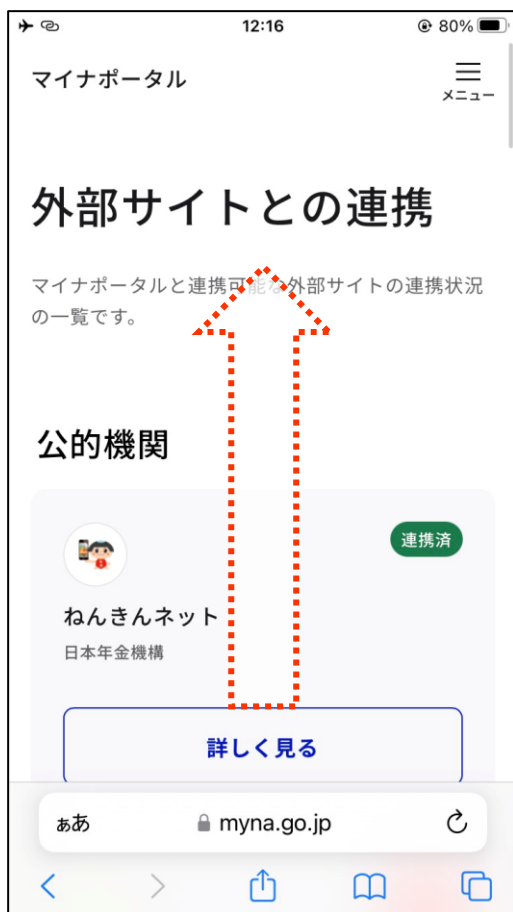 12:16
80%
マイナポータル
メニュー
外部サイトとの連携
マイナポータルと連携可能な外部サイトの連携状況
の一覧です。
公的機関
連携済
ねんきんネット
日本年金機構
詳しく見る
ぁあ
myna.go.jp